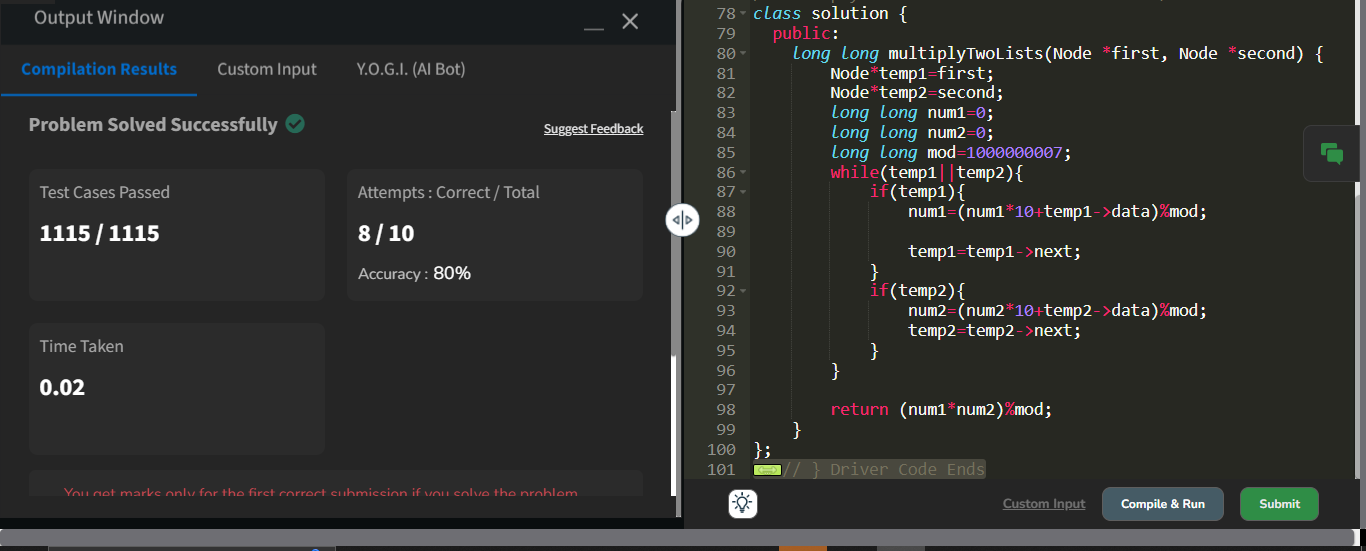 Output Window
Compilation Results
Custom Input
Y.O.G.I. (AI Bot)
Problem Solved Successfully
Suggest Feedback
Test Cases Passed
1115 / 1115
Attempts : Correct / Total
8 / 10
Accuracy : 80%
Time Taken
0.02
You get marks only for the first correct submission if you solve the problem
78 class solution {
79 public:
80 long long multiplyTwoLists(Node *first, Node *second) {
81 Node*temp1=first;
82 Node*temp2=second;
83 long long num1=0;
84 long long num2=0;
85 long long mod=1000000007;
86 while(temp1||temp2){
87 if(temp1){
88 num1=(num1*10+temp1->data)%mod;
89
90 temp1=temp1->next;
91 }
92 if(temp2){
93 num2=(num2*10+temp2->data)%mod;
94 temp2=temp2->next;
95 }
96 }
97
98 return (num1*num2)%mod;
99 }
100 };
101 // } Driver Code Ends
Custom Input
Compile & Run
Submit